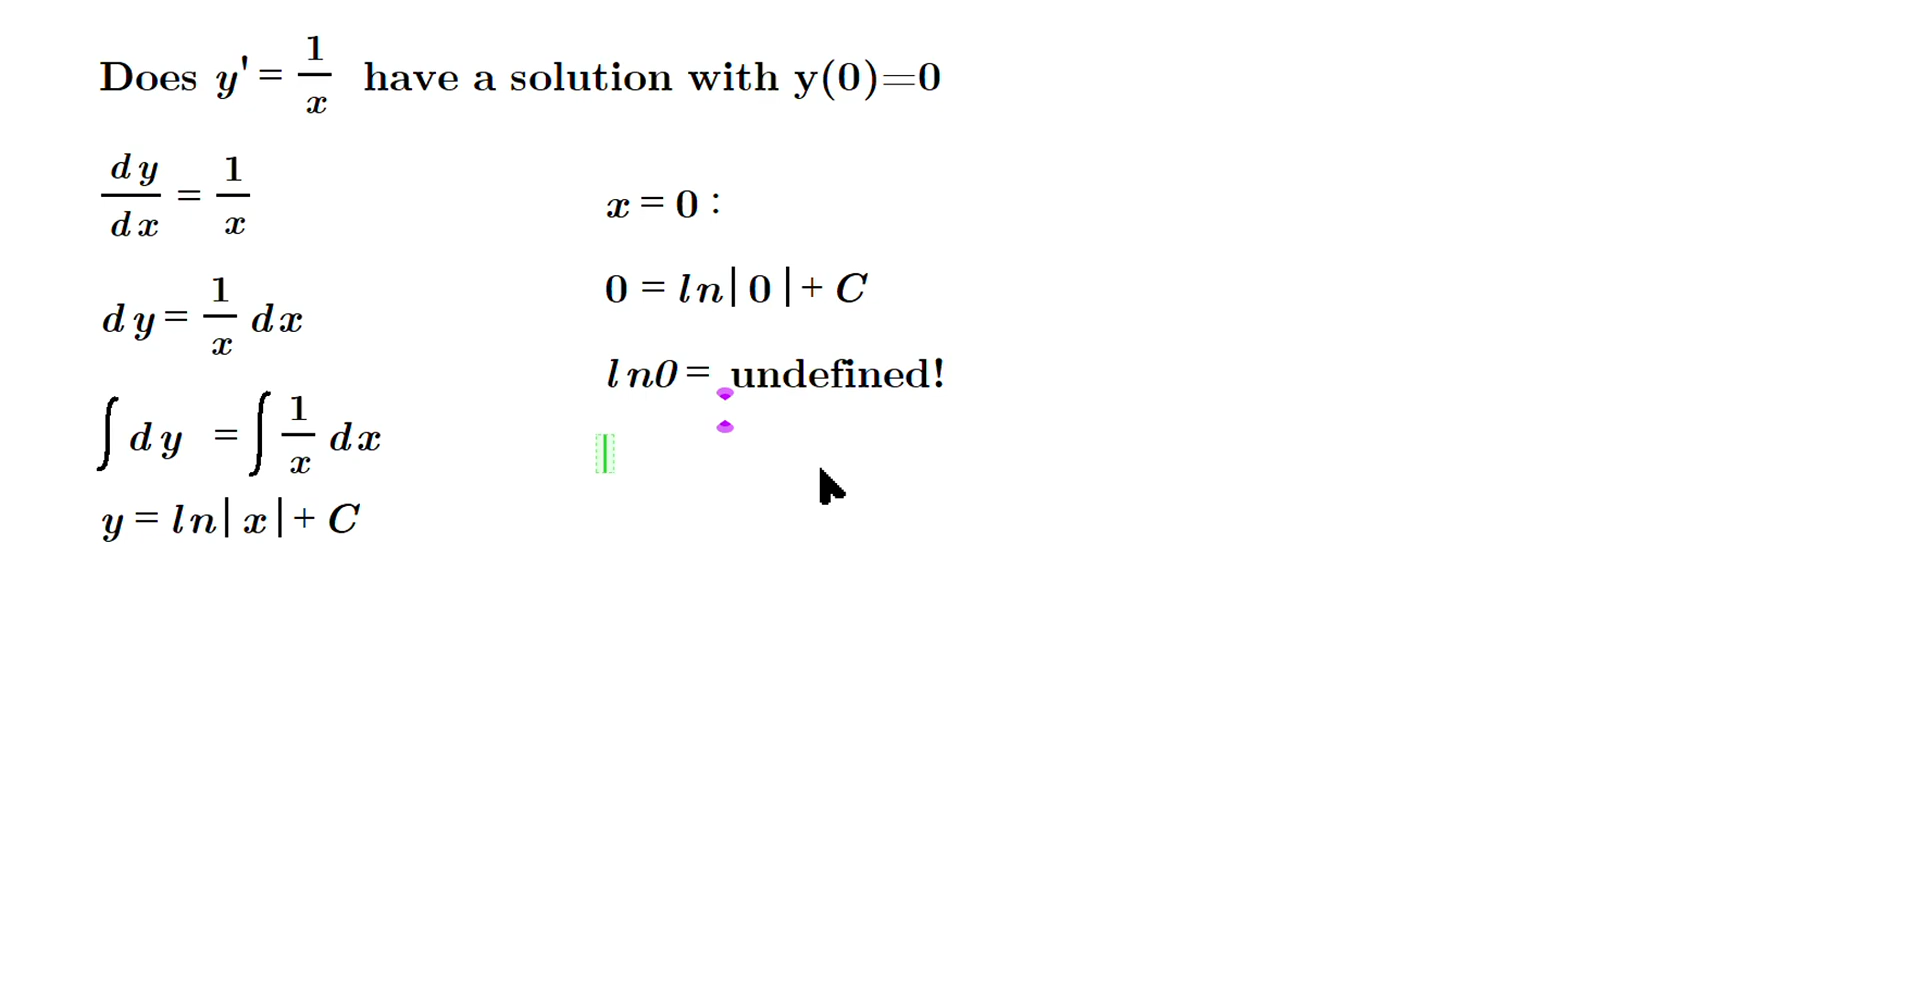 Does y' = 1/x have a solution with y(0)=0
dy/dx = 1/x
dy = 1/x dx
∫ dy = ∫ 1/x dx
y = ln|x| + C
x = 0 :
0 = ln|0| + C
ln0 = undefined!